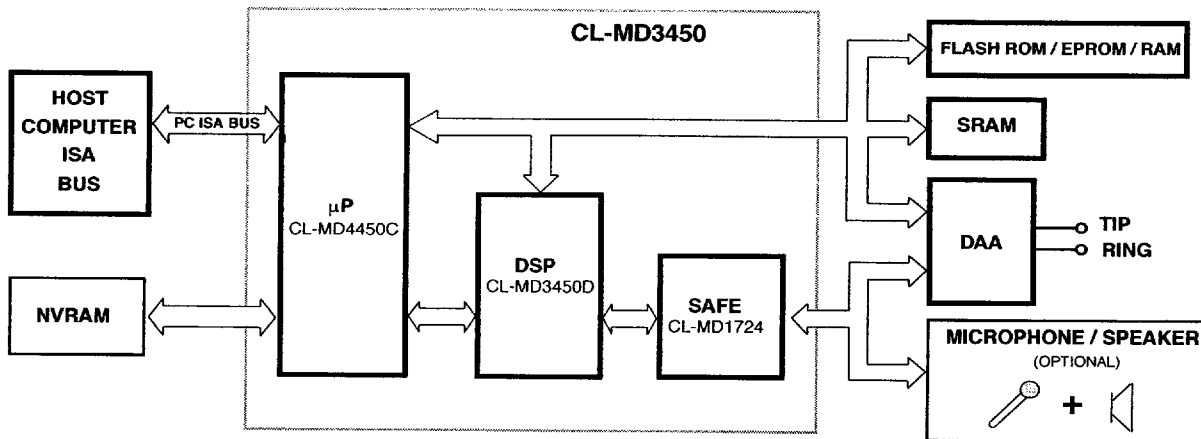 CL-MD3450
HOST
COMPUTER
ISA
BUS
PC ISA BUS
NVRAM
µP
CL-MD4450C
DSP
CL-MD3450D
SAFE
CL-MD1724
FLASH ROM / EPROM / RAM
SRAM
DAA
TIP
RING
MICROPHONE / SPEAKER
(OPTIONAL)
+